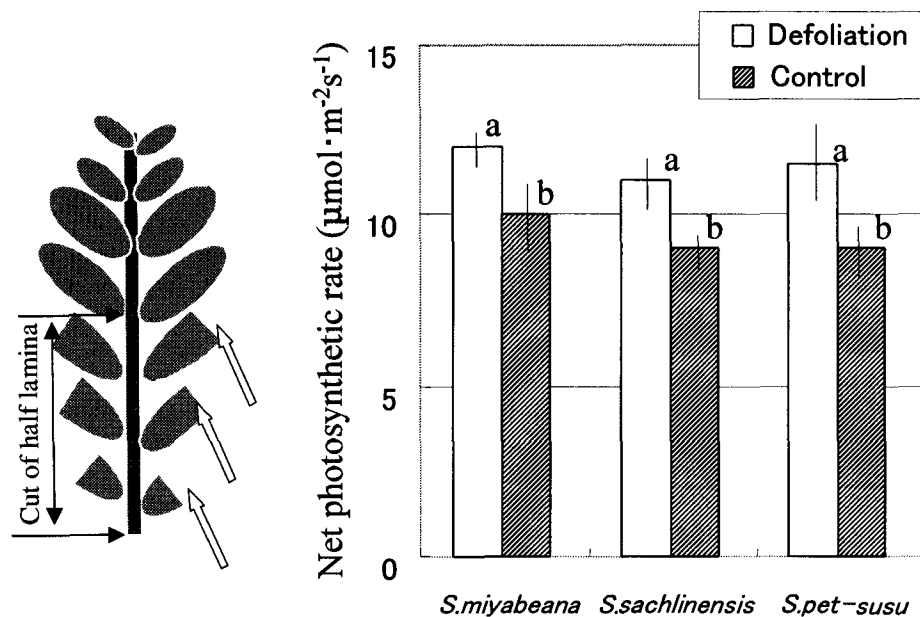 Cut of half lamina
Net photosynthetic rate (μmol·m⁻²s⁻¹)
15
10
5
0
Defoliation
Control
a
b
a
b
a
b
S.miyabeana
S.sachlinensis
S.pet-susu